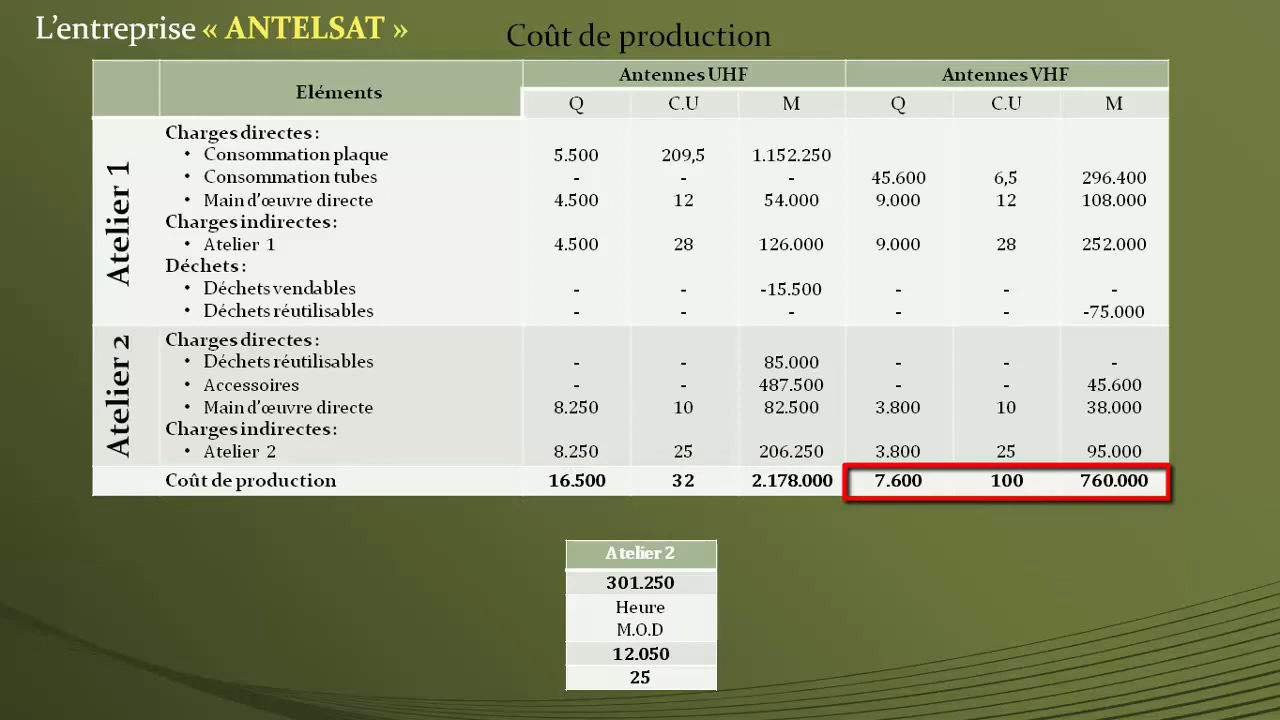 L'entreprise « ANTELSAT »
Coût de production
Eléments Antennes UHF Antennes VHF
Q C.U M Q C.U M
Atelier 1
Charges directes :
• Consommation plaque 5.500 209,5 1.152.250
• Consommation tubes - - - 45.600 6,5 296.400
• Main d'œuvre directe 4.500 12 54.000 9.000 12 108.000
Charges indirectes :
• Atelier 1 4.500 28 126.000 9.000 28 252.000
Déchets :
• Déchets vendables - - -15.500 - - -
• Déchets réutilisables - - - - - -75.000
Atelier 2
Charges directes :
• Déchets réutilisables - - 85.000 - - -
• Accessoires - - 487.500 - - 45.600
• Main d'œuvre directe 8.250 10 82.500 3.800 10 38.000
Charges indirectes :
• Atelier 2 8.250 25 206.250 3.800 25 95.000
Coût de production 16.500 32 2.178.000 7.600 100 760.000
Atelier 2
301.250
Heure
M.O.D
12.050
25